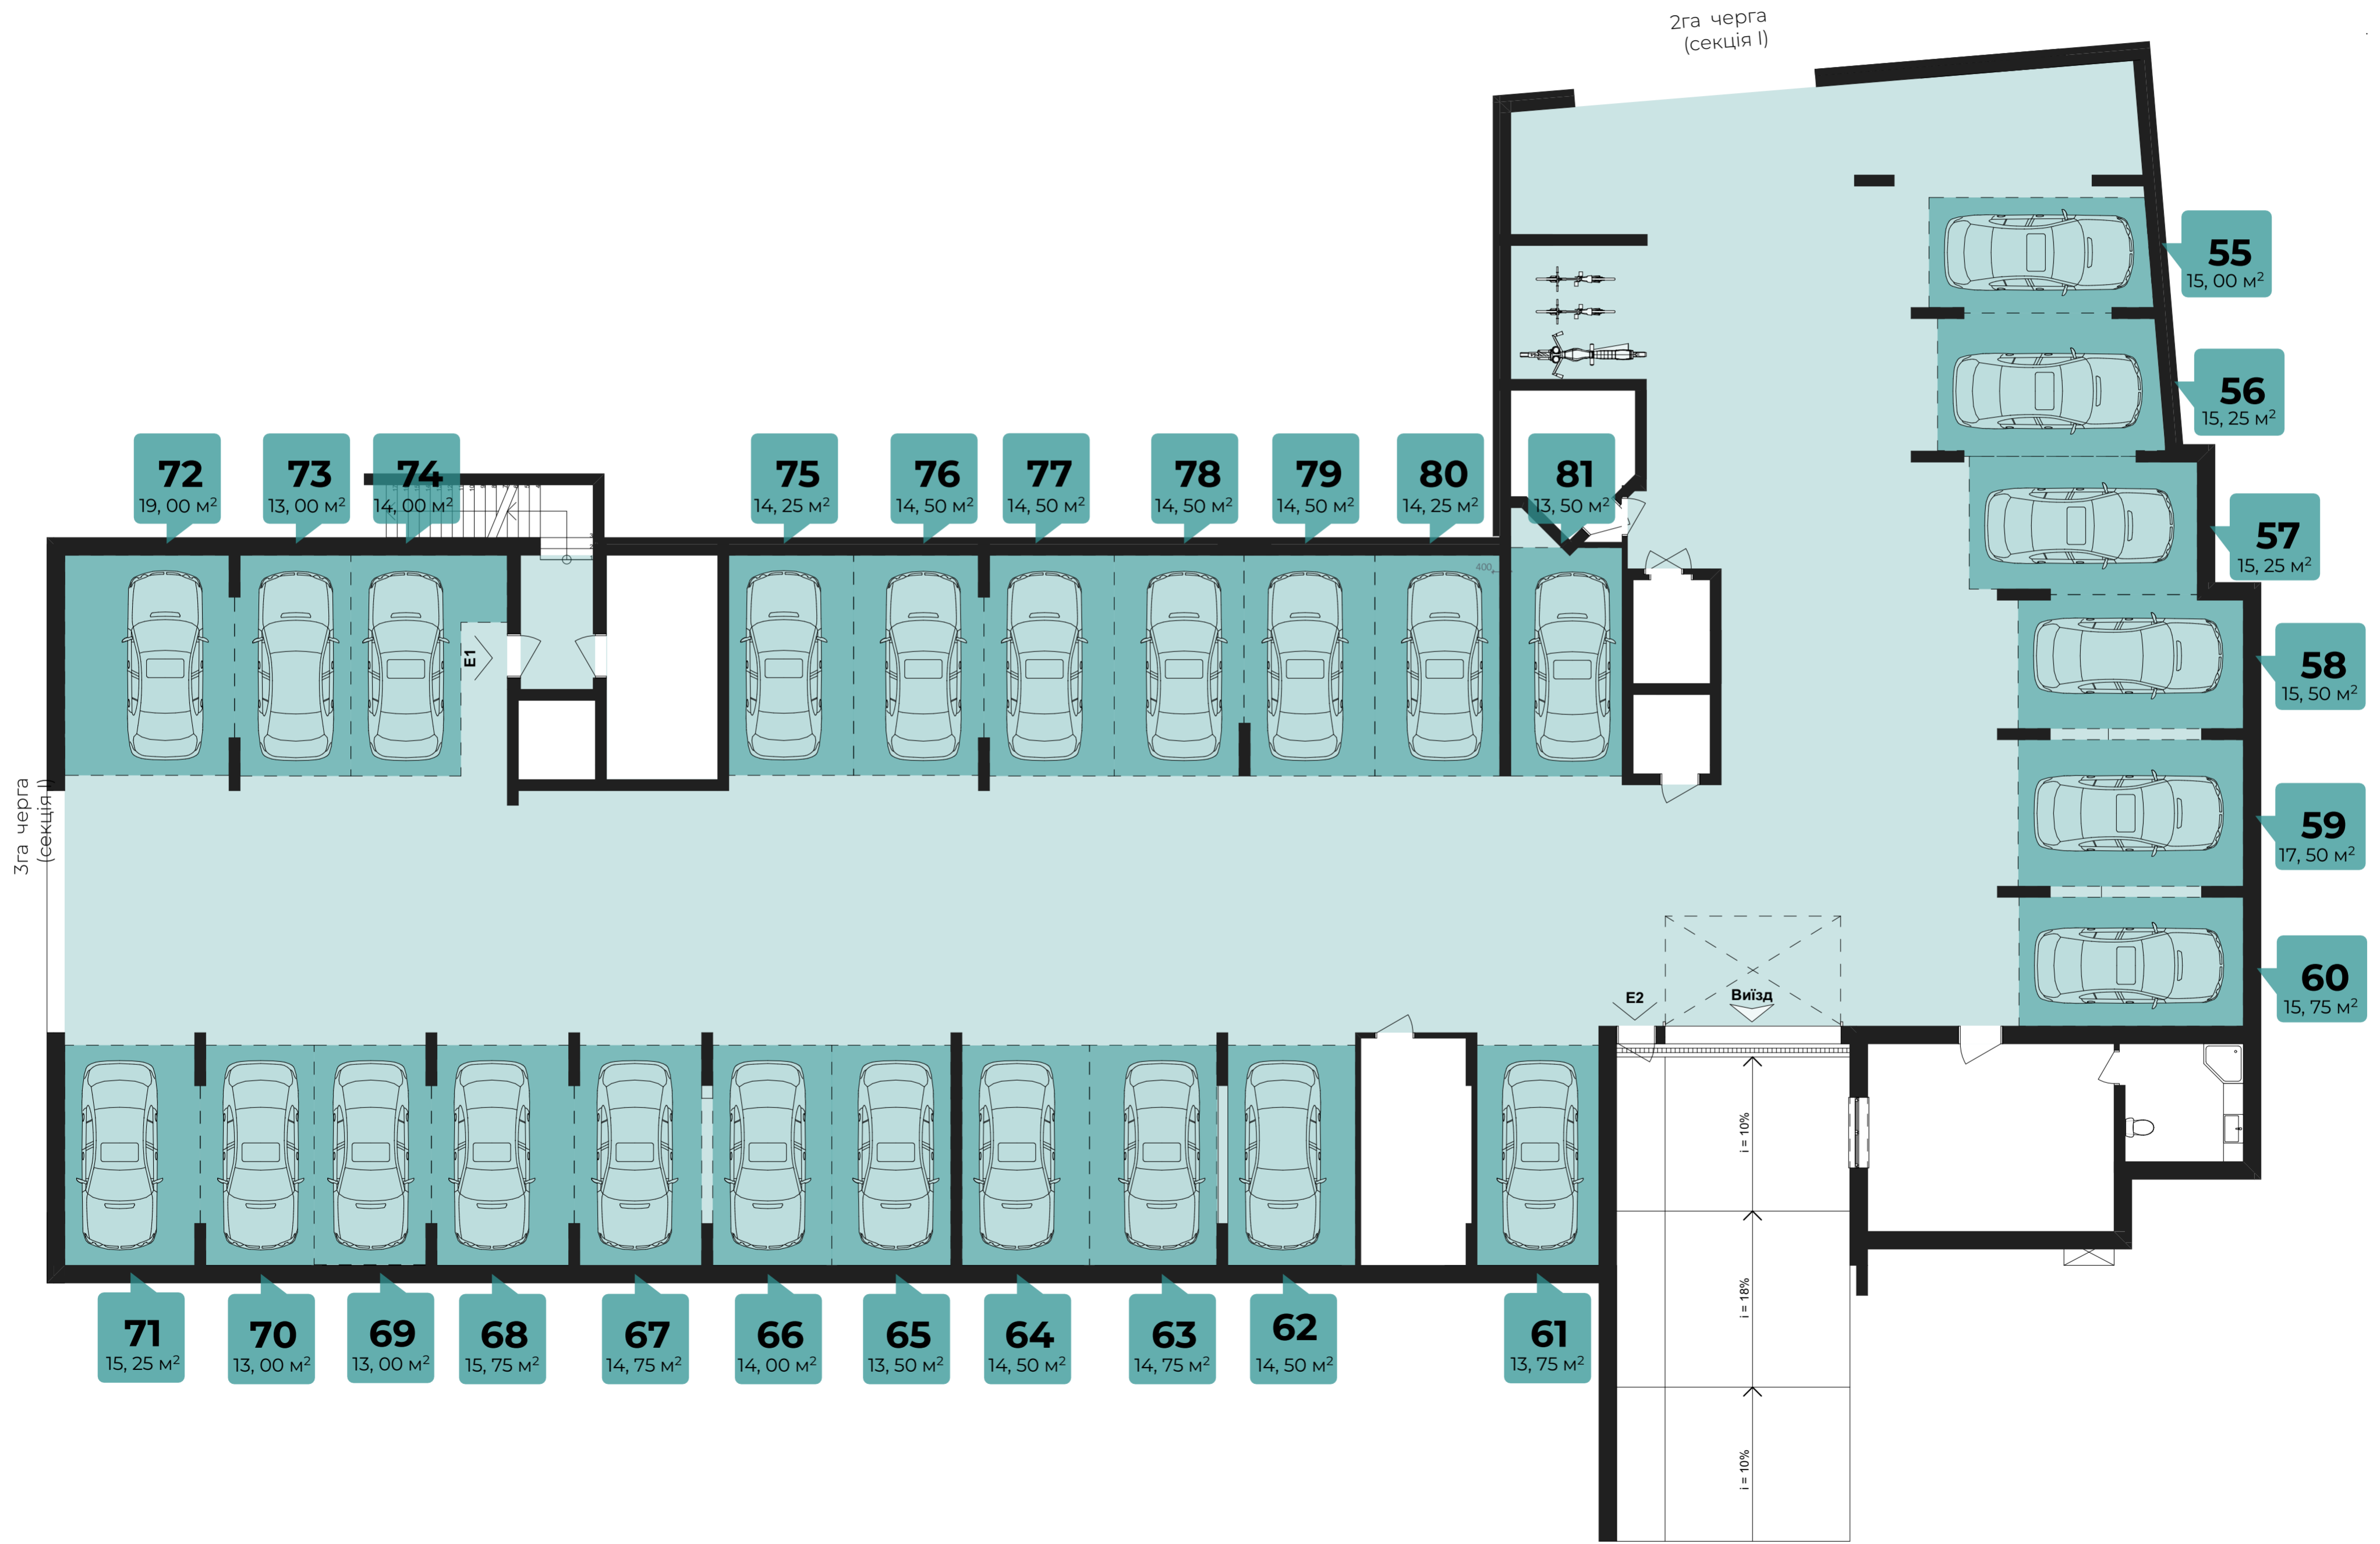 2га черга
(секція I)
55
15, 00 м²
56
15, 25 м²
72
19, 00 м²
73
13, 00 м²
74
14, 00 м²
75
14, 25 м²
76
14, 50 м²
77
14, 50 м²
78
14, 50 м²
79
14, 50 м²
80
14, 25 м²
81
13, 50 м²
57
15, 25 м²
400
E1
58
15, 50 м²
3га черга
(секція II)
59
17, 50 м²
60
15, 75 м²
E2
Виїзд
i = 10%
i = 18%
i = 10%
71
15, 25 м²
70
13, 00 м²
69
13, 00 м²
68
15, 75 м²
67
14, 75 м²
66
14, 00 м²
65
13, 50 м²
64
14, 50 м²
63
14, 75 м²
62
14, 50 м²
61
13, 75 м²